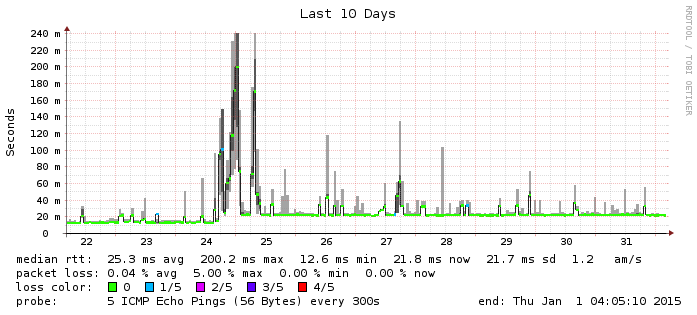 Last 10 Days
RRDTOOL / TOBI OETIKER
Seconds
240 m
220 m
200 m
180 m
160 m
140 m
120 m
100 m
80 m
60 m
40 m
20 m
0
22 23 24 25 26 27 28 29 30 31
median rtt: 25.3 ms avg 200.2 ms max 12.6 ms min 21.8 ms now 21.7 ms sd 1.2 am/s
packet loss: 0.04 % avg 5.00 % max 0.00 % min 0.00 % now
loss color: 0 1/5 2/5 3/5 4/5
probe: 5 ICMP Echo Pings (56 Bytes) every 300s end: Thu Jan 1 04:05:10 2015